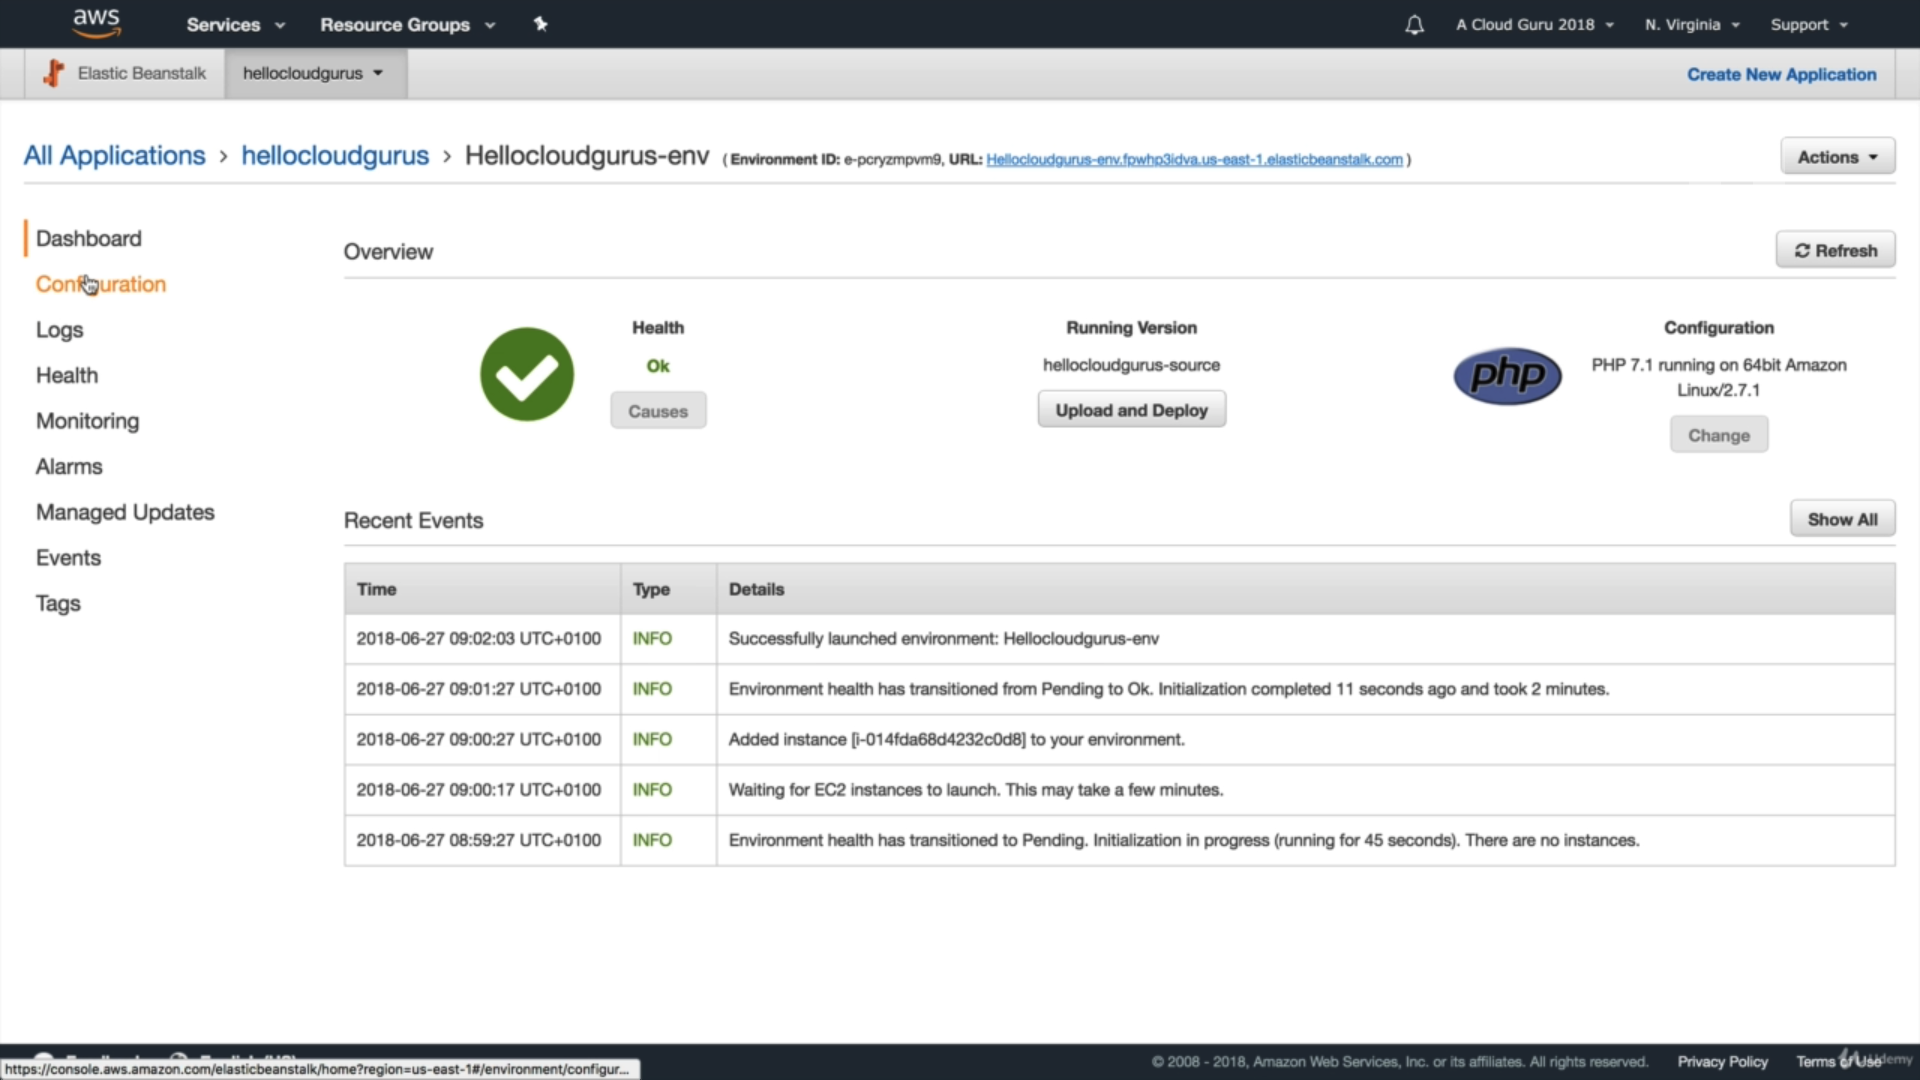 aws Services Resource Groups A Cloud Guru 2018 N. Virginia Support
Elastic Beanstalk hellocloudgurus Create New Application
All Applications › hellocloudgurus › Hellocloudgurus-env ( Environment ID: e-pcryzmpvm9, URL: Hellocloudgurus-env.fpwhp3idva.us-east-1.elasticbeanstalk.com ) Actions
Dashboard
Configuration
Logs
Health
Monitoring
Alarms
Managed Updates
Events
Tags
Overview Refresh
Health
Ok
Causes
Running Version
hellocloudgurus-source
Upload and Deploy
php
Configuration
PHP 7.1 running on 64bit Amazon
Linux/2.7.1
Change
Recent Events Show All
Time Type Details
2018-06-27 09:02:03 UTC+0100 INFO Successfully launched environment: Hellocloudgurus-env
2018-06-27 09:01:27 UTC+0100 INFO Environment health has transitioned from Pending to Ok. Initialization completed 11 seconds ago and took 2 minutes.
2018-06-27 09:00:27 UTC+0100 INFO Added instance [i-014fda68d4232c0d8] to your environment.
2018-06-27 09:00:17 UTC+0100 INFO Waiting for EC2 instances to launch. This may take a few minutes.
2018-06-27 08:59:27 UTC+0100 INFO Environment health has transitioned to Pending. Initialization in progress (running for 45 seconds). There are no instances.
https://console.aws.amazon.com/elasticbeanstalk/home?region=us-east-1#/environment/configur...
© 2008 - 2018, Amazon Web Services, Inc. or its affiliates. All rights reserved. Privacy Policy Terms of Use